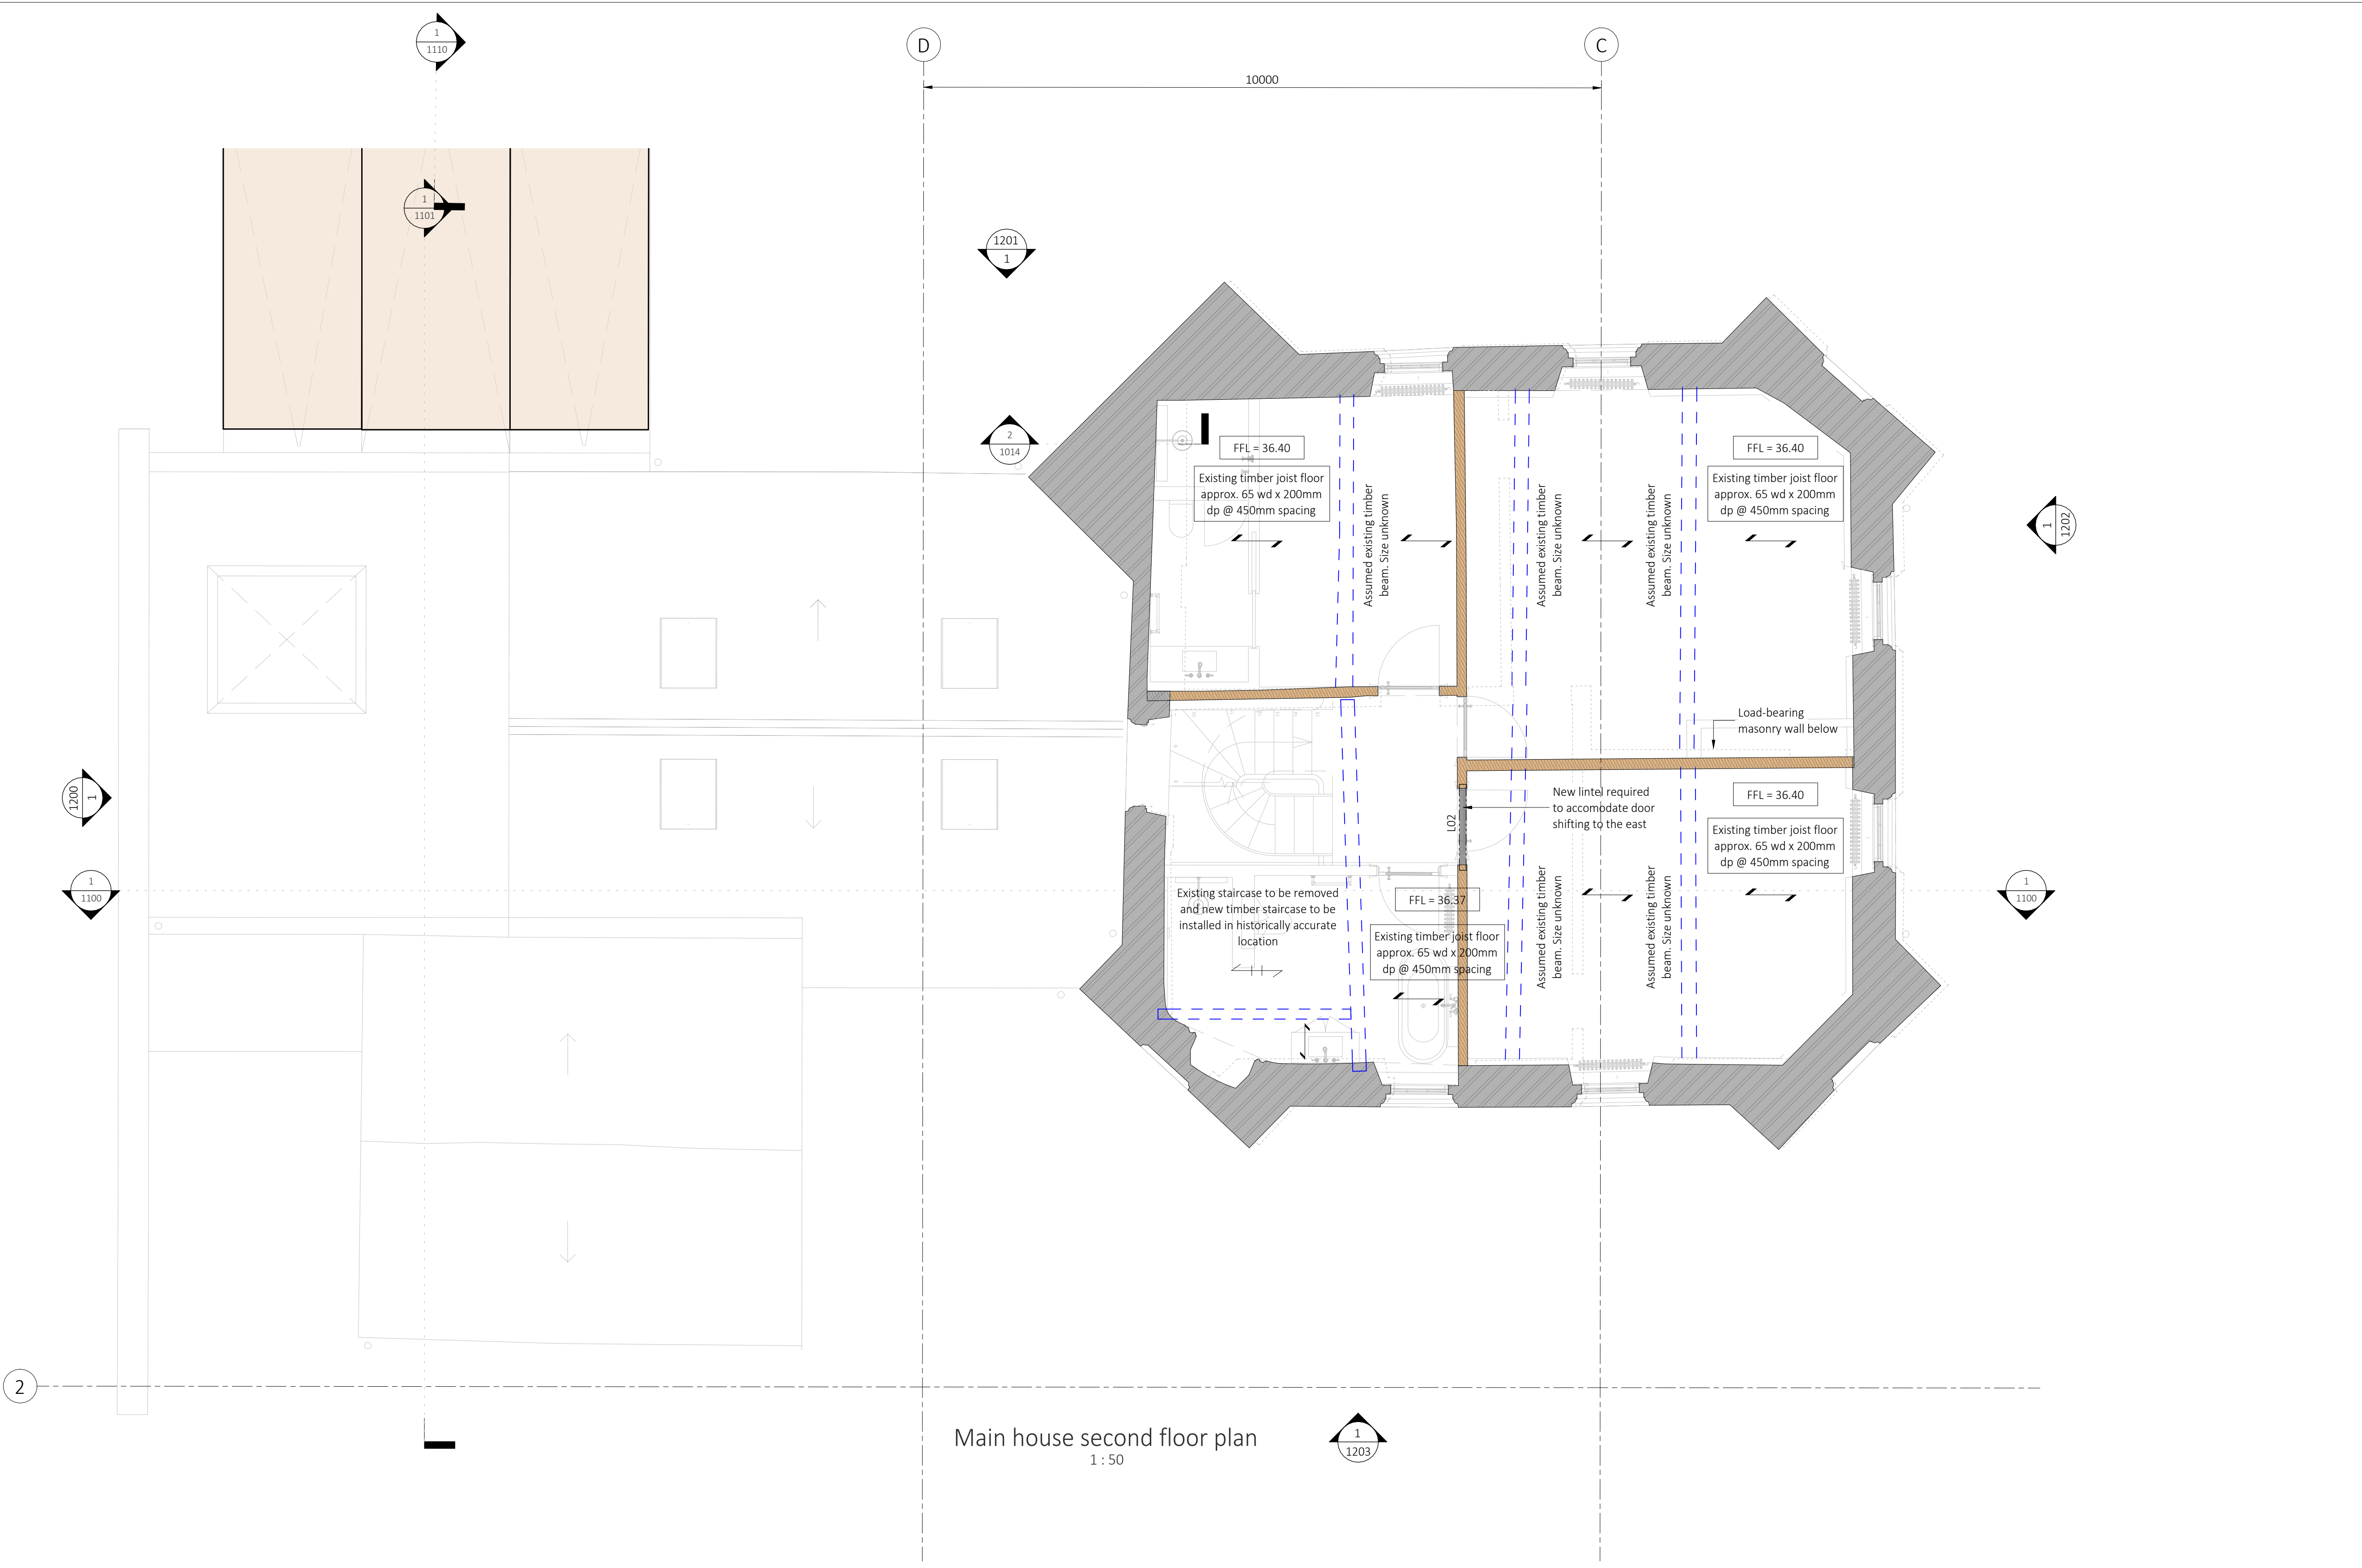 1
1110
D
C
10000
1
1101
1201
1
2
1014
FFL = 36.40
Existing timber joist floor
approx. 65 wd x 200mm
dp @ 450mm spacing
Assumed existing timber
beam. Size unknown
Assumed existing timber
beam. Size unknown
Assumed existing timber
beam. Size unknown
FFL = 36.40
Existing timber joist floor
approx. 65 wd x 200mm
dp @ 450mm spacing
1
1202
Load-bearing
masonry wall below
1200
1
New lintel required
to accomodate door
shifting to the east
L02
FFL = 36.40
Existing timber joist floor
approx. 65 wd x 200mm
dp @ 450mm spacing
1
1100
Existing staircase to be removed
and new timber staircase to be
installed in historically accurate
location
FFL = 36.37
Existing timber joist floor
approx. 65 wd x 200mm
dp @ 450mm spacing
Assumed existing timber
beam. Size unknown
Assumed existing timber
beam. Size unknown
1
1100
2
Main house second floor plan
1 : 50
1
1203